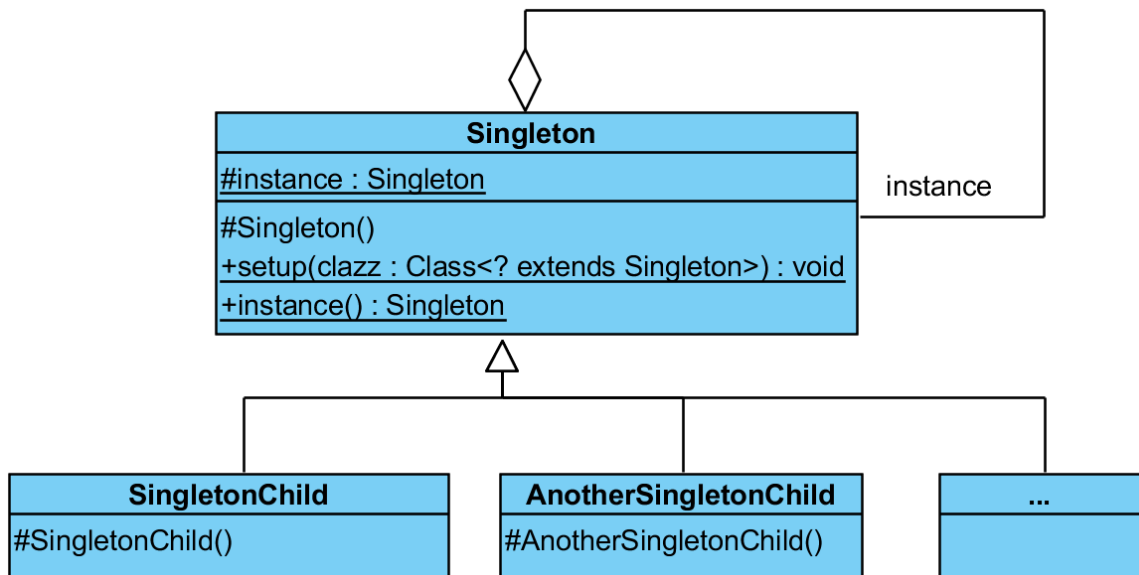 Singleton
#instance : Singleton
instance
#Singleton()
+setup(clazz : Class<? extends Singleton>) : void
+instance() : Singleton
SingletonChild
#SingletonChild()
AnotherSingletonChild
#AnotherSingletonChild()
...